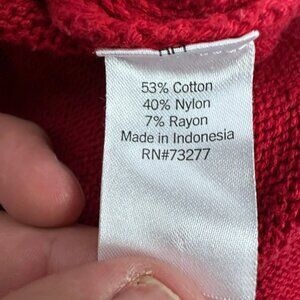 53% Cotton
40% Nylon
7% Rayon
Made in Indonesia
RN#73277